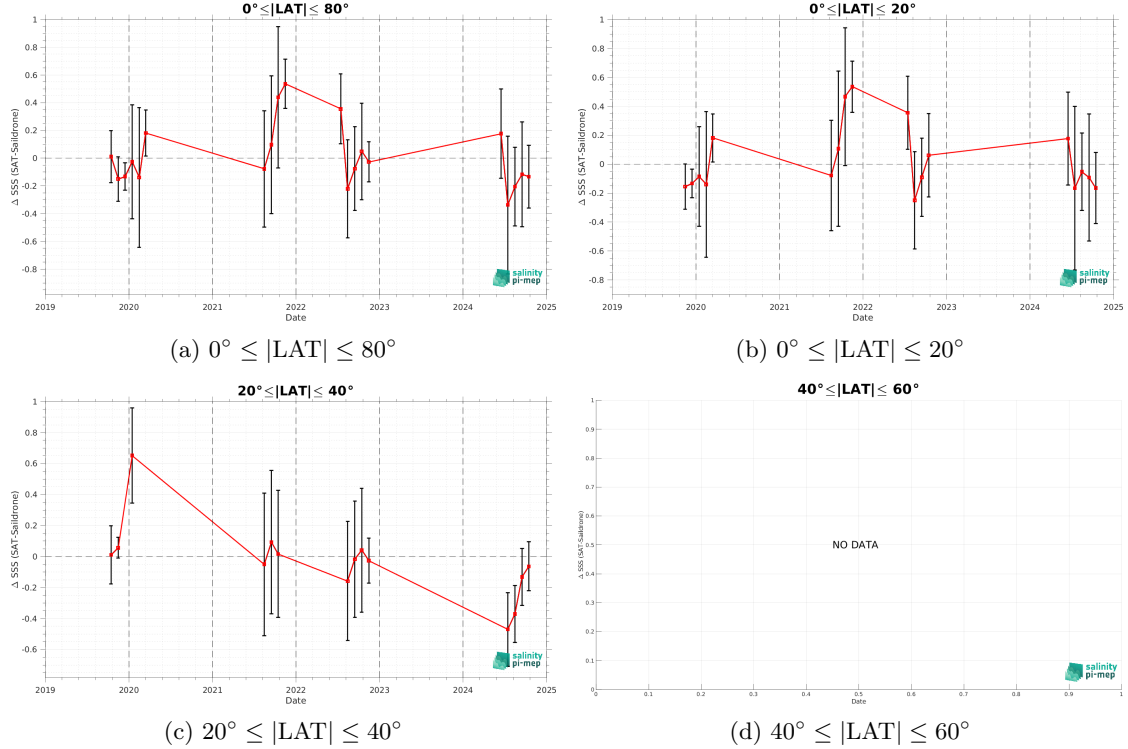 0°≤|LAT|≤ 80°
1
0.8
0.6
0.4
0.2
0
-0.2
-0.4
-0.6
-0.8
Δ SSS (SAT-Saildrone)
2019
2020
2021
2022
2023
2024
2025
Date
salinity
pi-mep
(a) 0° ≤ |LAT| ≤ 80°
0°≤|LAT|≤ 20°
1
0.8
0.6
0.4
0.2
0
-0.2
-0.4
-0.6
-0.8
Δ SSS (SAT-Saildrone)
2019
2020
2021
2022
2023
2024
2025
Date
salinity
pi-mep
(b) 0° ≤ |LAT| ≤ 20°
20°≤|LAT|≤ 40°
1
0.8
0.6
0.4
0.2
0
-0.2
-0.4
-0.6
Δ SSS (SAT-Saildrone)
2019
2020
2021
2022
2023
2024
2025
Date
salinity
pi-mep
(c) 20° ≤ |LAT| ≤ 40°
40°≤|LAT|≤ 60°
1
0.9
0.8
0.7
0.6
0.5
0.4
0.3
0.2
0.1
0
Δ SSS (SAT-Saildrone)
NO DATA
0
0.1
0.2
0.3
0.4
0.5
0.6
0.7
0.8
0.9
1
Date
salinity
pi-mep
(d) 40° ≤ |LAT| ≤ 60°